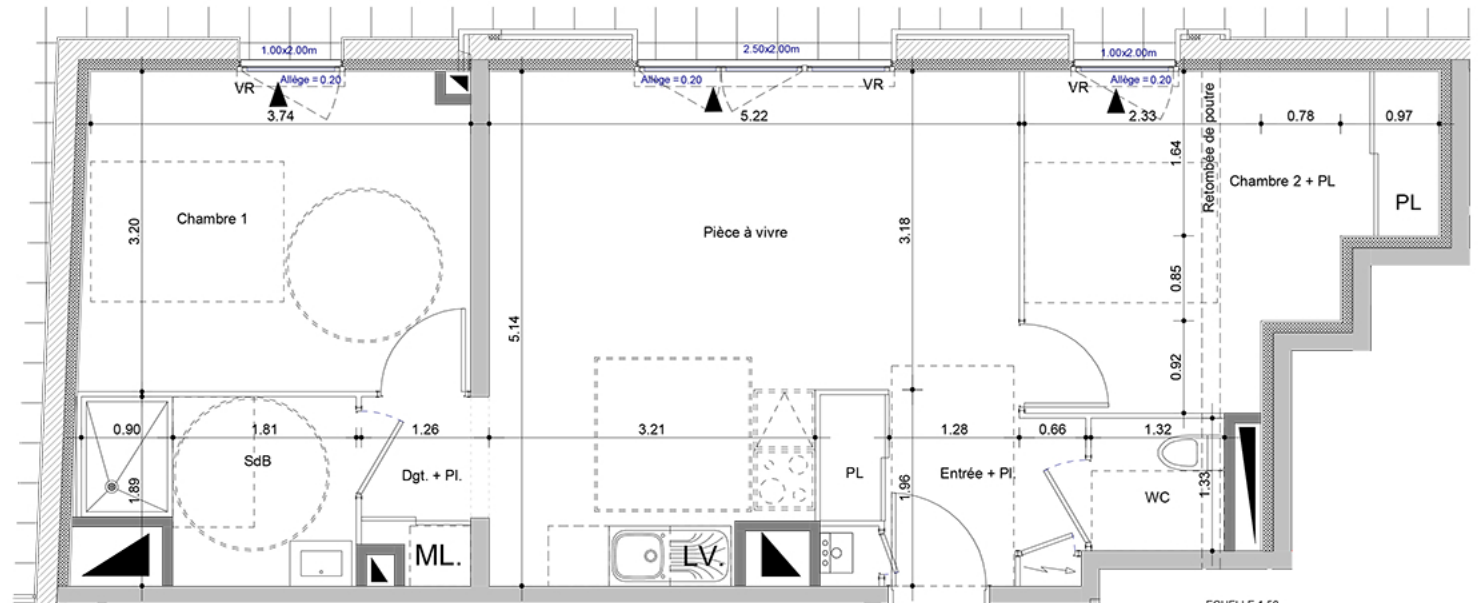 1.00x2.00m
2.50x2.00m
1.00x2.00m
Allège = 0.20
Allège = 0.20
Allège = 0.20
VR
VR
VR
3.74
5.22
2.33
0.78
0.97
Retombée de poutre
1.64
Chambre 2 + PL
PL
Chambre 1
3.20
Pièce à vivre
3.18
0.85
5.14
0.92
0.90
1.81
1.26
3.21
1.28
0.66
1.32
SdB
Dgt. + Pl.
PL
Entrée + Pl.
1.89
1.96
WC
1.33
ML.
LV.